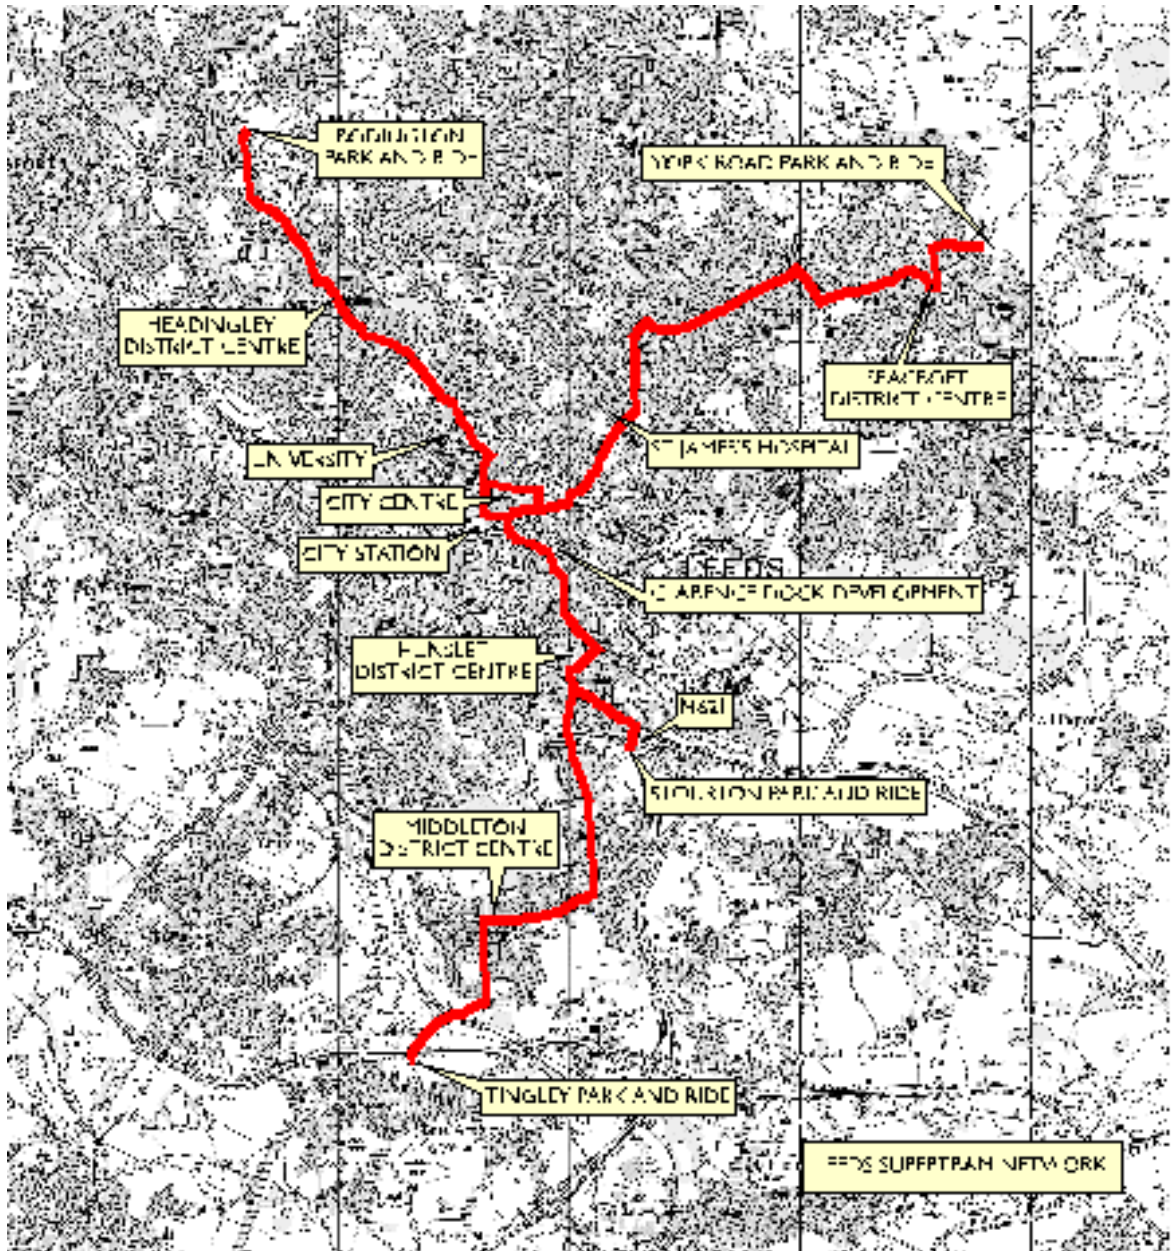 BODINGTON
PARK AND RIDE
YORK ROAD PARK AND RIDE
HEADINGLEY
DISTRICT CENTRE
SEACROFT
DISTRICT CENTRE
UNIVERSITY
ST JAMES'S HOSPITAL
CITY CENTRE
CITY STATION
LEEDS
CLARENCE DOCK DEVELOPMENT
HUNSLET
DISTRICT CENTRE
M621
STOURTON PARK AND RIDE
MIDDLETON
DISTRICT CENTRE
TINGLEY PARK AND RIDE
LEEDS SUPERTRAM NETWORK